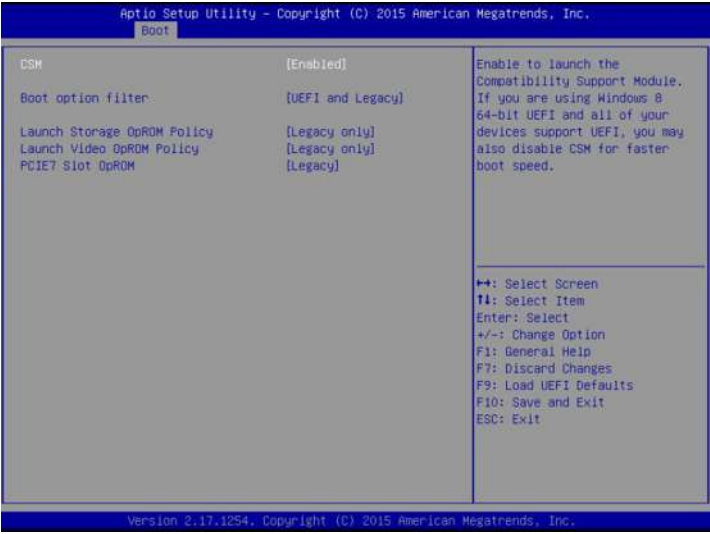 Aptio Setup Utility – Copyright (C) 2015 American Megatrends, Inc.
Boot
CSM [Enabled]
Boot option filter [UEFI and Legacy]
Launch Storage OpROM Policy [Legacy only]
Launch Video OpROM Policy [Legacy only]
PCIE7 Slot OpROM [Legacy]
Enable to launch the
Compatibility Support Module.
If you are using Windows 8
64-bit UEFI and all of your
devices support UEFI, you may
also disable CSM for faster
boot speed.
↔: Select Screen
↑↓: Select Item
Enter: Select
+/-: Change Option
F1: General Help
F7: Discard Changes
F9: Load UEFI Defaults
F10: Save and Exit
ESC: Exit
Version 2.17.1254. Copyright (C) 2015 American Megatrends, Inc.